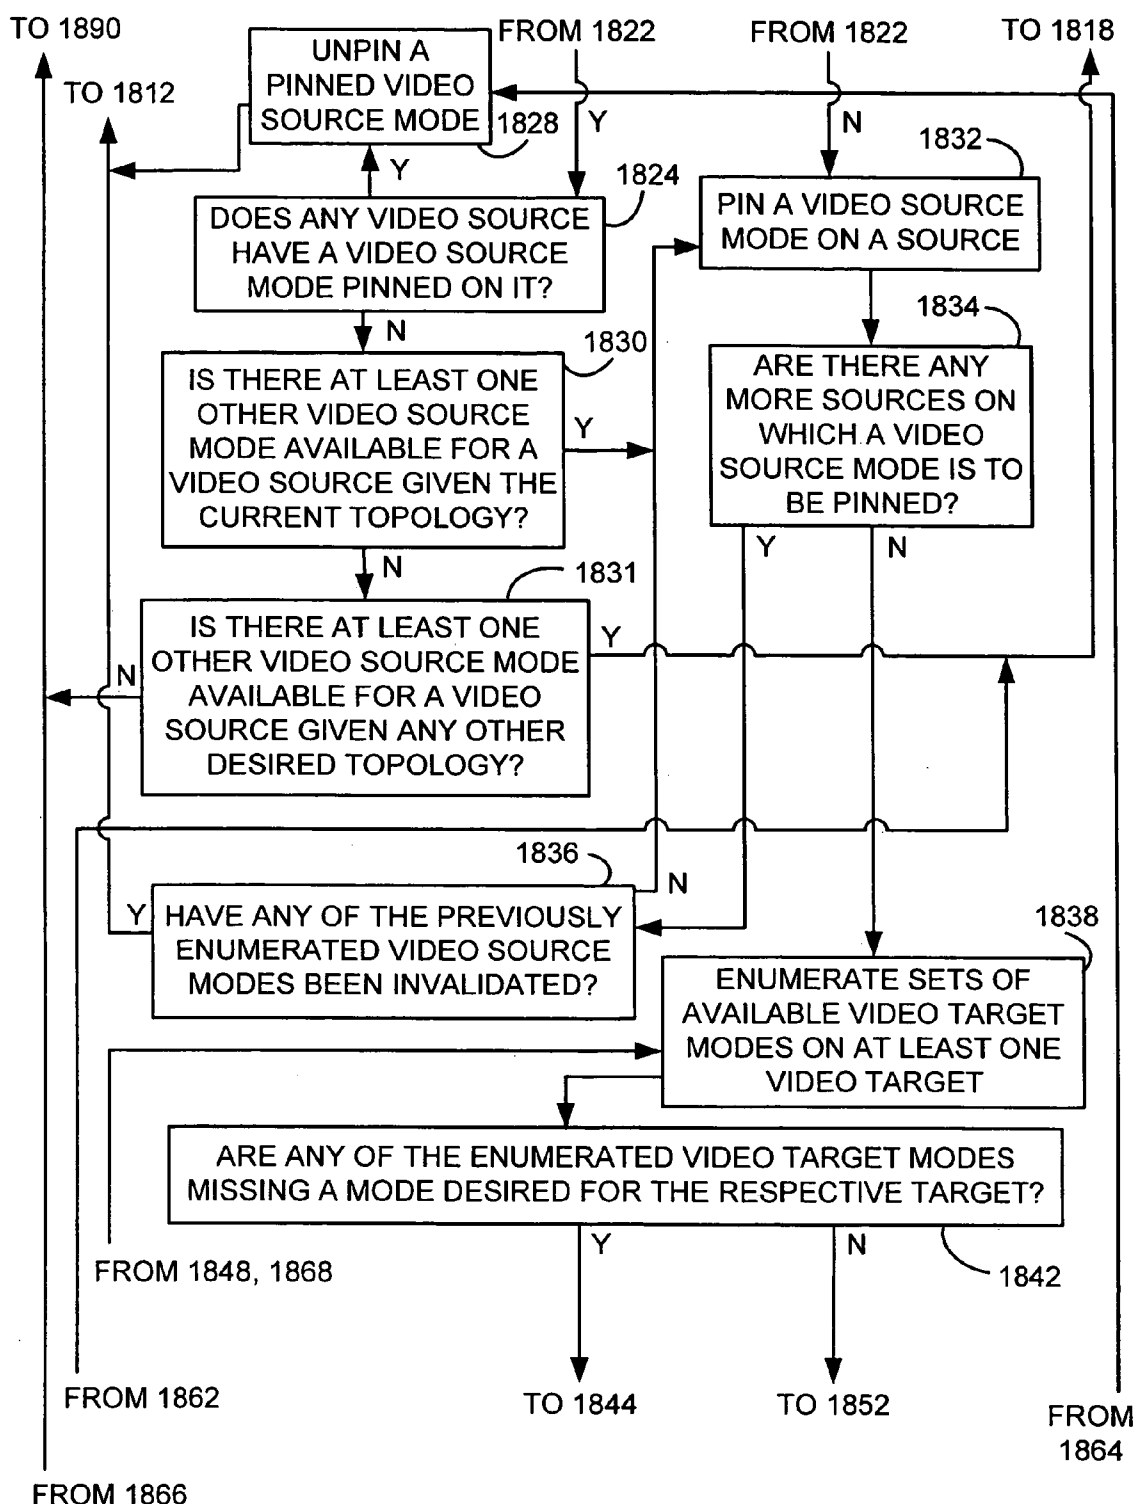 TO 1890
TO 1812
UNPIN A
PINNED VIDEO
SOURCE MODE
1828
FROM 1822
Y
FROM 1822
N
TO 1818
Y
1824
DOES ANY VIDEO SOURCE
HAVE A VIDEO SOURCE
MODE PINNED ON IT?
N
1832
PIN A VIDEO SOURCE
MODE ON A SOURCE
1830
IS THERE AT LEAST ONE
OTHER VIDEO SOURCE
MODE AVAILABLE FOR A
VIDEO SOURCE GIVEN THE
CURRENT TOPOLOGY?
Y
N
1834
ARE THERE ANY
MORE SOURCES ON
WHICH A VIDEO
SOURCE MODE IS TO
BE PINNED?
Y
N
1831
IS THERE AT LEAST ONE
OTHER VIDEO SOURCE MODE
AVAILABLE FOR A VIDEO
SOURCE GIVEN ANY OTHER
DESIRED TOPOLOGY?
Y
N
1836
N
Y
HAVE ANY OF THE PREVIOUSLY
ENUMERATED VIDEO SOURCE
MODES BEEN INVALIDATED?
1838
ENUMERATE SETS OF
AVAILABLE VIDEO TARGET
MODES ON AT LEAST ONE
VIDEO TARGET
ARE ANY OF THE ENUMERATED VIDEO TARGET MODES
MISSING A MODE DESIRED FOR THE RESPECTIVE TARGET?
Y
N
1842
FROM 1848, 1868
FROM 1862
TO 1844
TO 1852
FROM
1864
FROM 1866